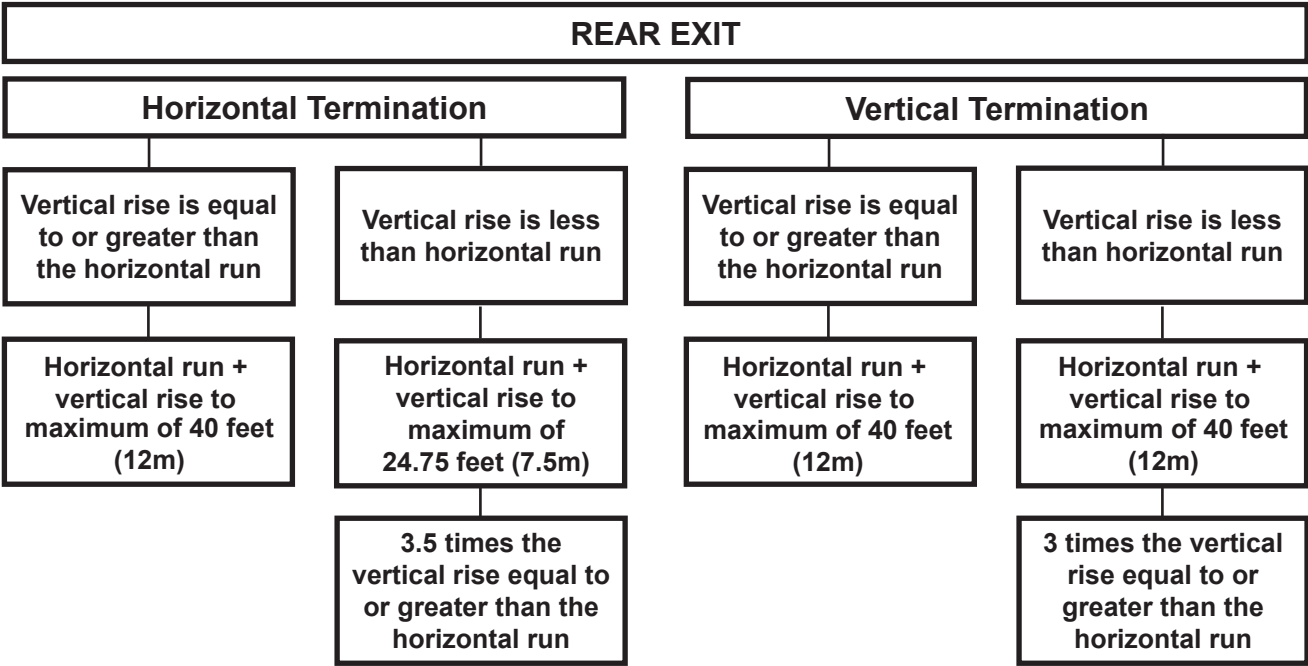 REAR EXIT
Horizontal Termination
Vertical Termination
Vertical rise is equal
to or greater than
the horizontal run
Vertical rise is less
than horizontal run
Vertical rise is equal
to or greater than
the horizontal run
Vertical rise is less
than horizontal run
Horizontal run +
vertical rise to
maximum of 40 feet
(12m)
Horizontal run +
vertical rise to
maximum of
24.75 feet (7.5m)
Horizontal run +
vertical rise to
maximum of 40 feet
(12m)
Horizontal run +
vertical rise to
maximum of 40 feet
(12m)
3.5 times the
vertical rise equal to
or greater than the
horizontal run
3 times the vertical
rise equal to or
greater than the
horizontal run